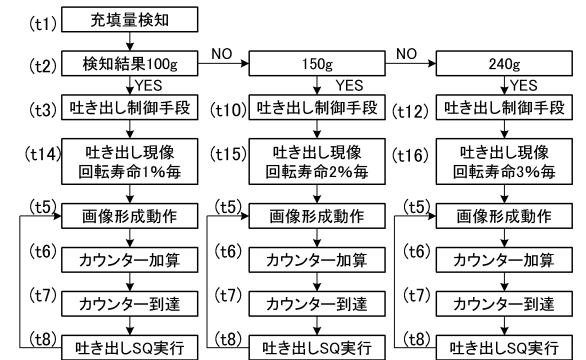 (t1) 充填量検知
(t2) 検知結果100g NO 150g NO 240g
YES YES YES
(t3) 吐き出し制御手段 (t10) 吐き出し制御手段 (t12) 吐き出し制御手段
(t14) 吐き出し現像 (t15) 吐き出し現像 (t16) 吐き出し現像
回転寿命1%毎 回転寿命2%毎 回転寿命3%毎
(t5) 画像形成動作 (t5) 画像形成動作 (t5) 画像形成動作
(t6) カウンター加算 (t6) カウンター加算 (t6) カウンター加算
(t7) カウンター到達 (t7) カウンター到達 (t7) カウンター到達
(t8) 吐き出しSQ実行 (t8) 吐き出しSQ実行 (t8) 吐き出しSQ実行